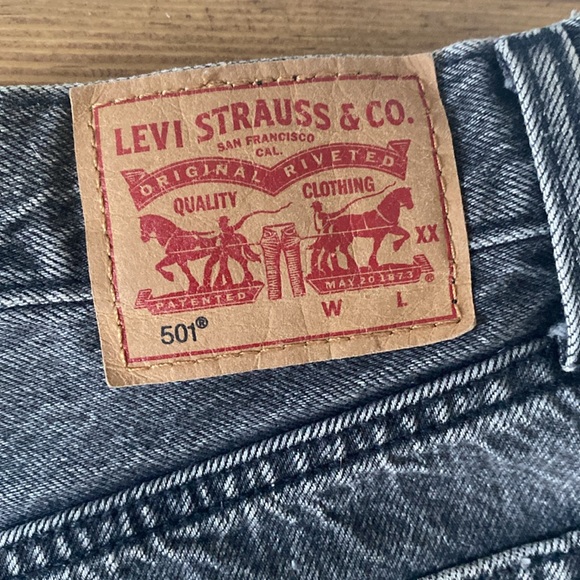 LEVI STRAUSS & CO.
SAN FRANCISCO
CAL.
ORIGINAL RIVETED
QUALITY CLOTHING
XX
PATENTED MAY 20 1873 ®
W L
501®